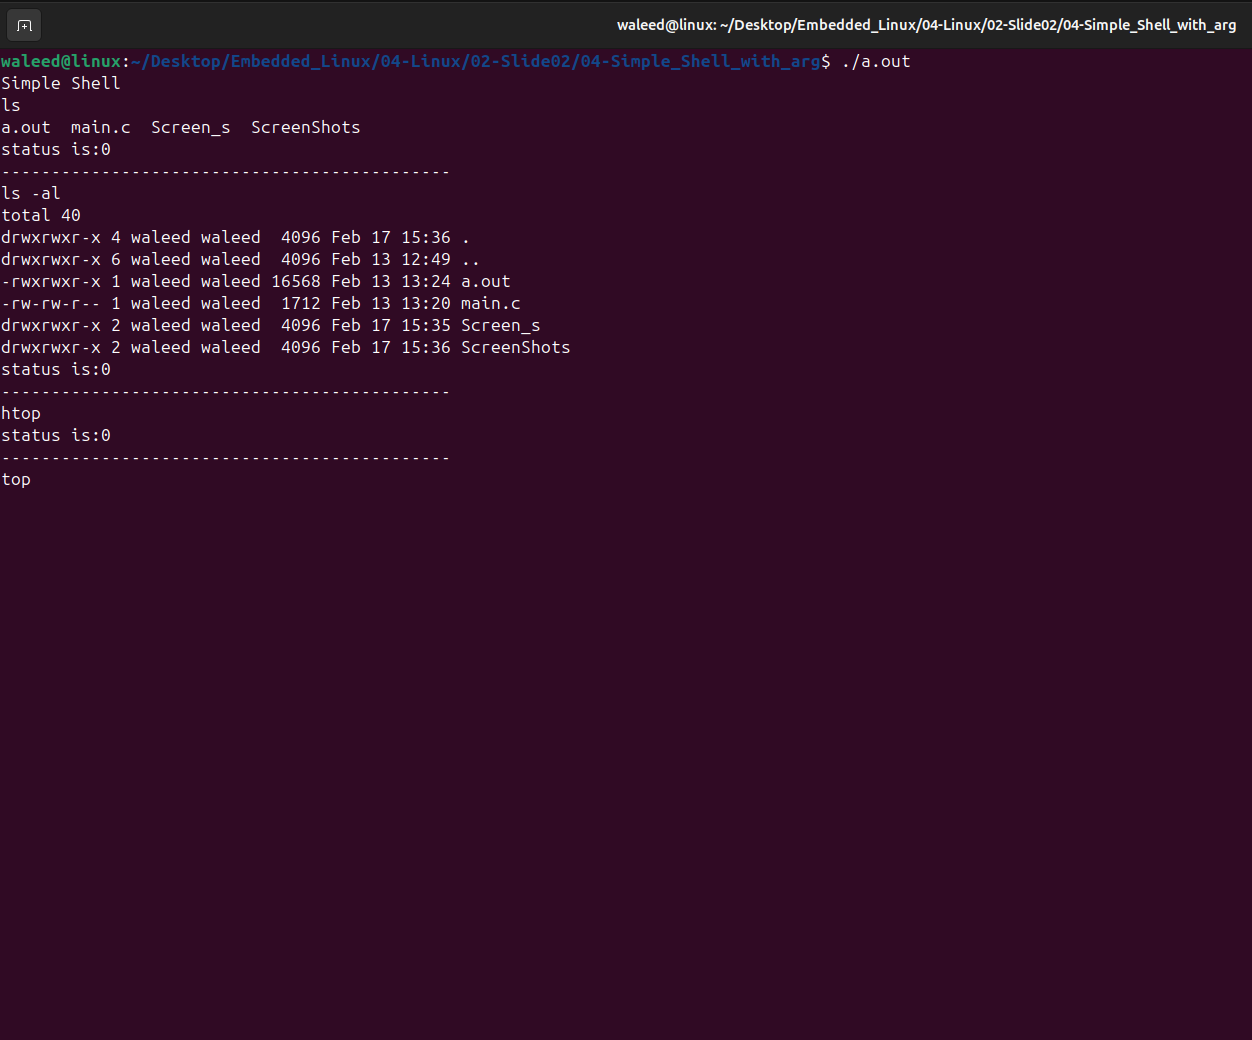 waleed@linux: ~/Desktop/Embedded_Linux/04-Linux/02-Slide02/04-Simple_Shell_with_arg
waleed@linux:~/Desktop/Embedded_Linux/04-Linux/02-Slide02/04-Simple_Shell_with_arg$ ./a.out
Simple Shell
ls
a.out  main.c  Screen_s  ScreenShots
status is:0
---------------------------------------------
ls -al
total 40
drwxrwxr-x 4 waleed waleed  4096 Feb 17 15:36 .
drwxrwxr-x 6 waleed waleed  4096 Feb 13 12:49 ..
-rwxrwxr-x 1 waleed waleed 16568 Feb 13 13:24 a.out
-rw-rw-r-- 1 waleed waleed  1712 Feb 13 13:20 main.c
drwxrwxr-x 2 waleed waleed  4096 Feb 17 15:35 Screen_s
drwxrwxr-x 2 waleed waleed  4096 Feb 17 15:36 ScreenShots
status is:0
---------------------------------------------
htop
status is:0
---------------------------------------------
top